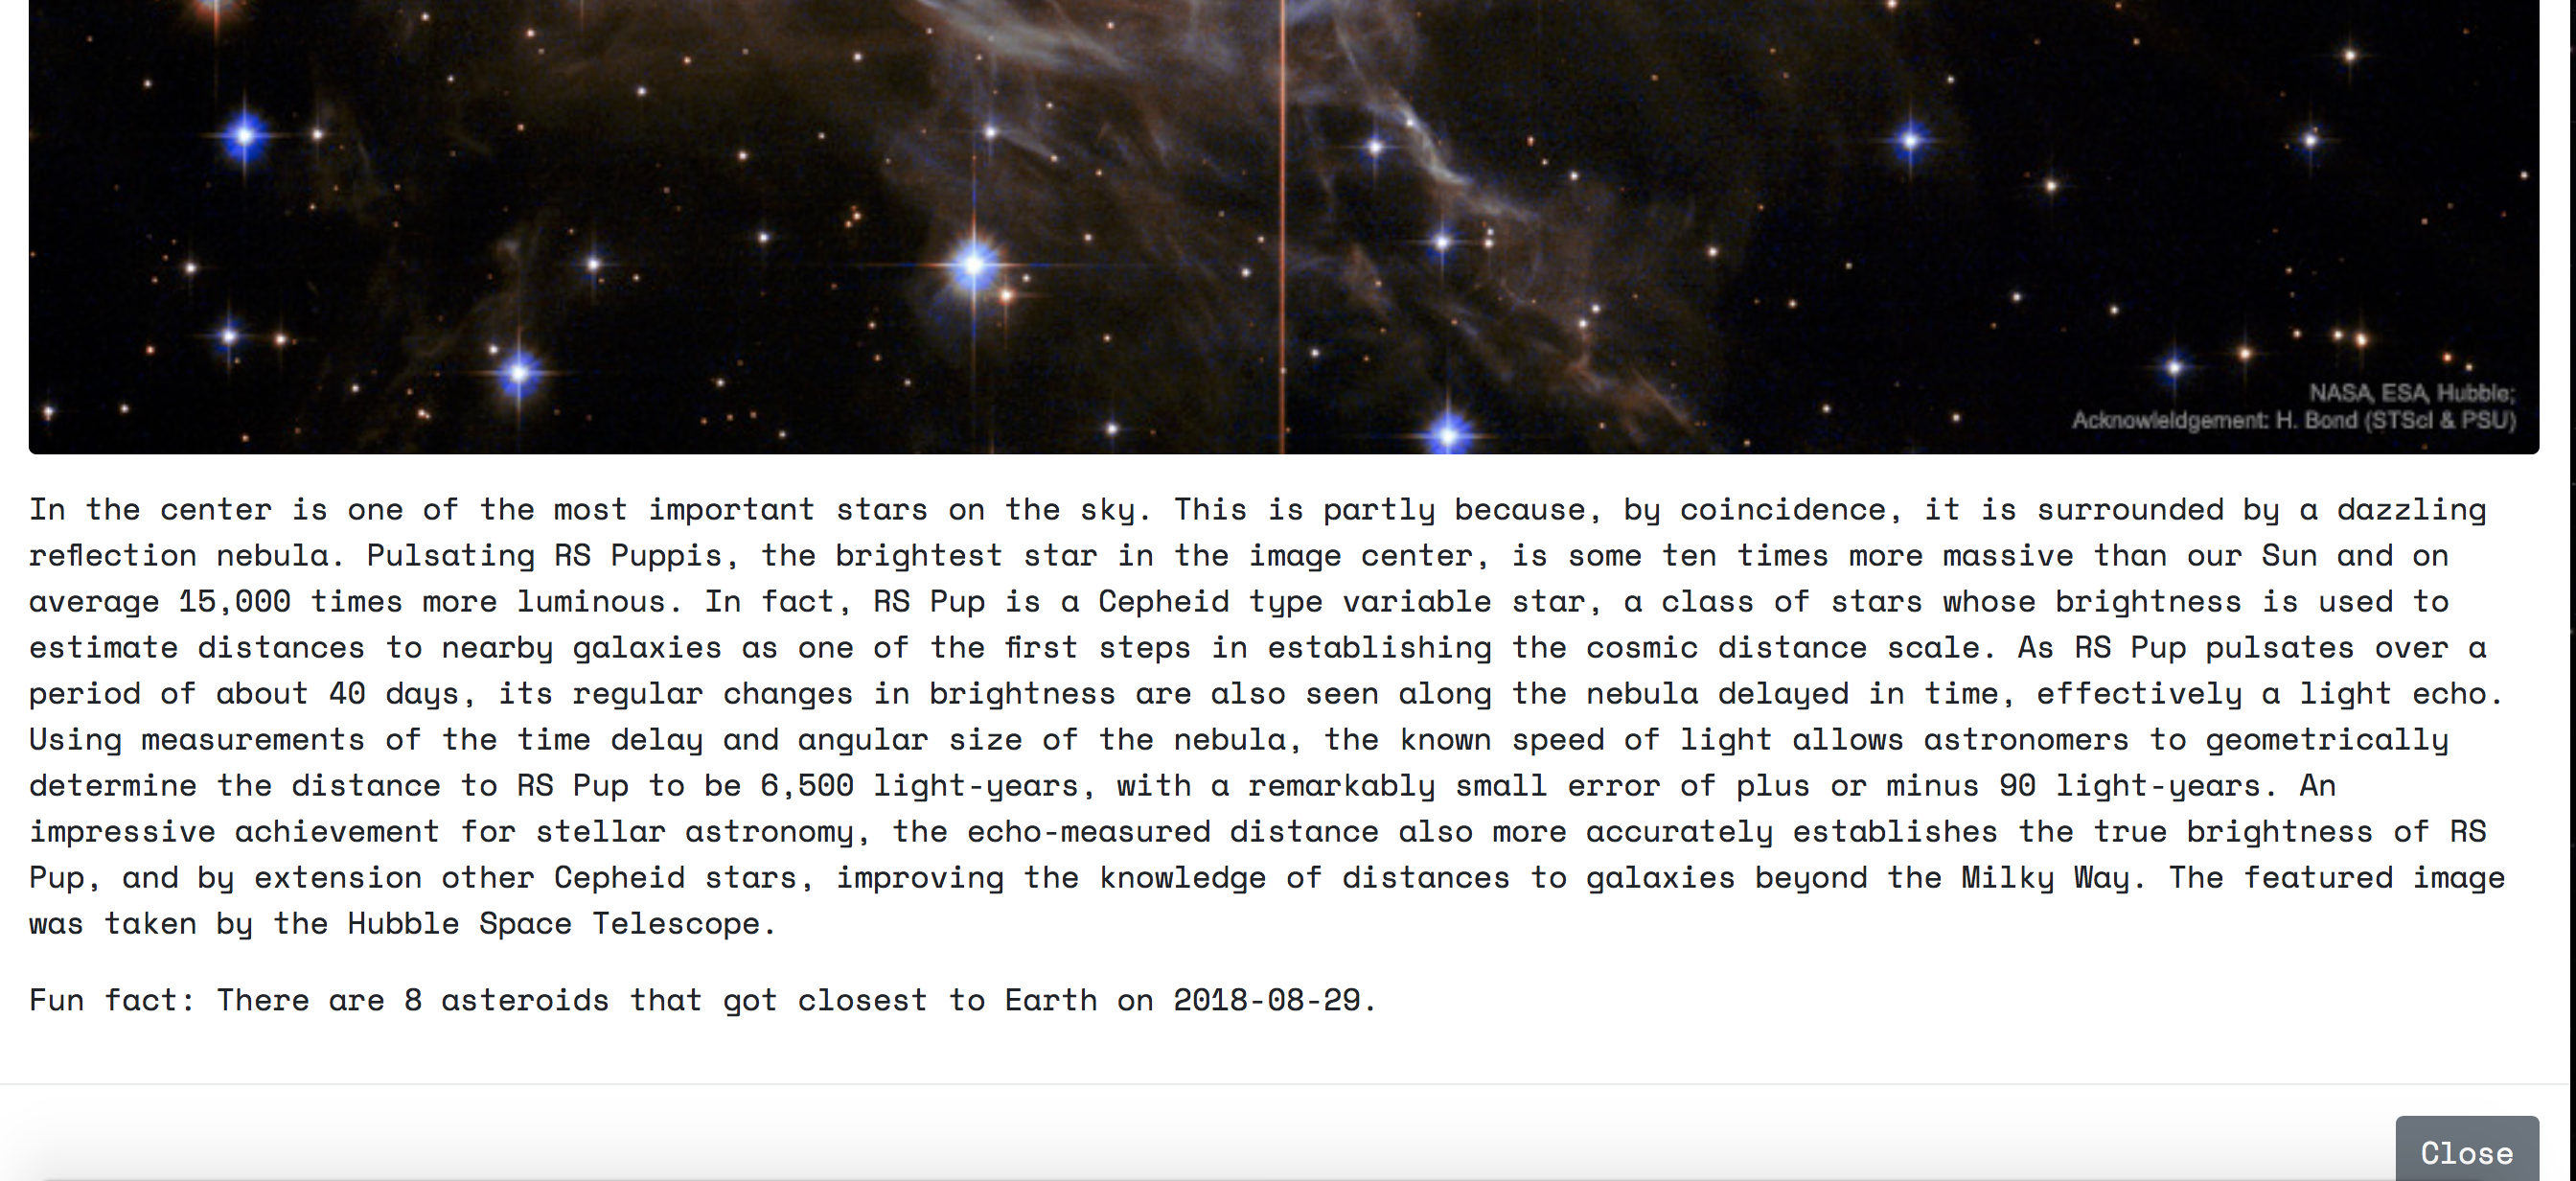 NASA, ESA, Hubble;
Acknowleldgement: H. Bond (STScI & PSU)
In the center is one of the most important stars on the sky. This is partly because, by coincidence, it is surrounded by a dazzling
reflection nebula. Pulsating RS Puppis, the brightest star in the image center, is some ten times more massive than our Sun and on
average 15,000 times more luminous. In fact, RS Pup is a Cepheid type variable star, a class of stars whose brightness is used to
estimate distances to nearby galaxies as one of the first steps in establishing the cosmic distance scale. As RS Pup pulsates over a
period of about 40 days, its regular changes in brightness are also seen along the nebula delayed in time, effectively a light echo.
Using measurements of the time delay and angular size of the nebula, the known speed of light allows astronomers to geometrically
determine the distance to RS Pup to be 6,500 light-years, with a remarkably small error of plus or minus 90 light-years. An
impressive achievement for stellar astronomy, the echo-measured distance also more accurately establishes the true brightness of RS
Pup, and by extension other Cepheid stars, improving the knowledge of distances to galaxies beyond the Milky Way. The featured image
was taken by the Hubble Space Telescope.
Fun fact: There are 8 asteroids that got closest to Earth on 2018-08-29.
Close